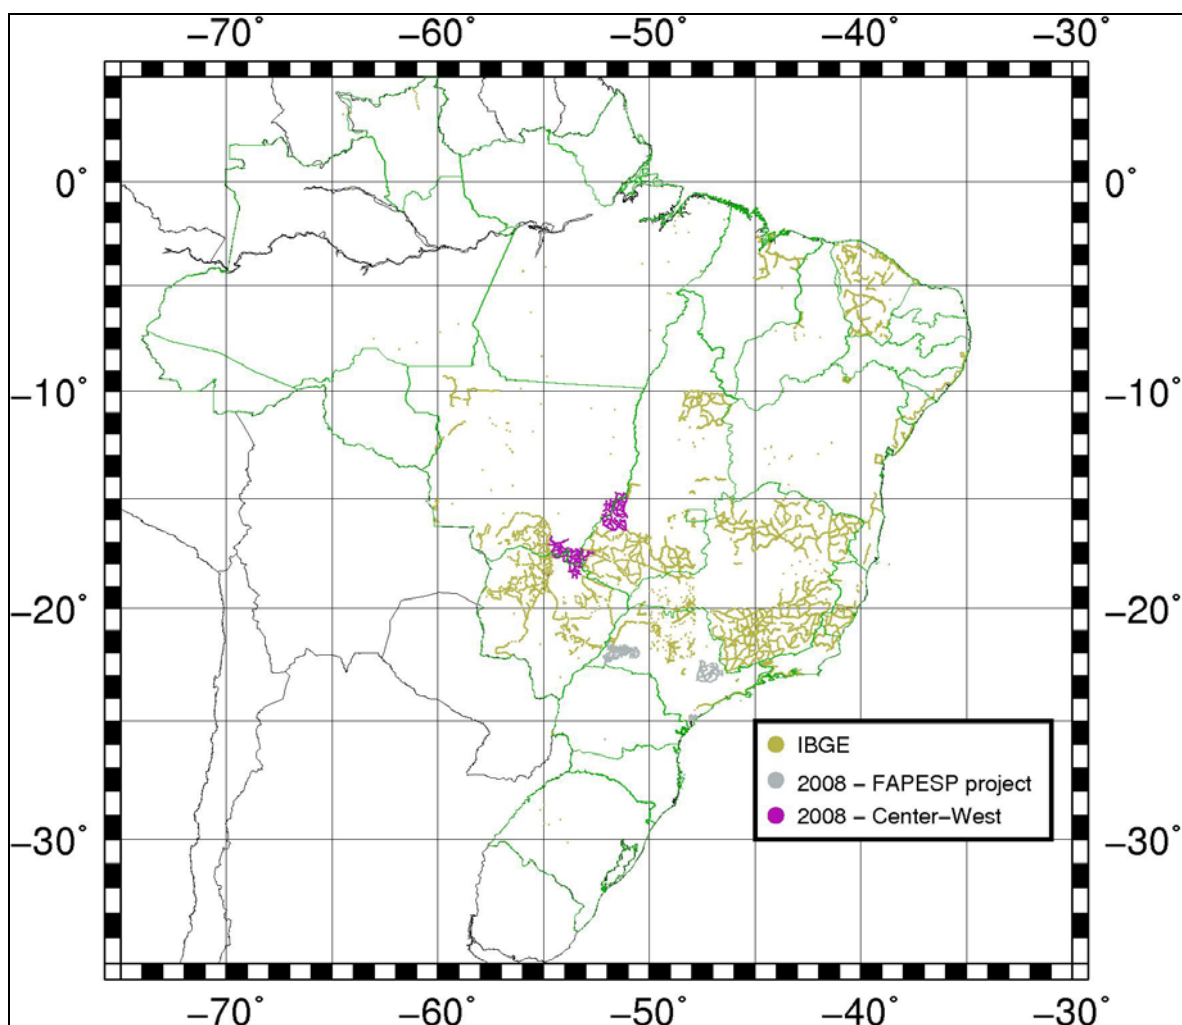 −70° −60° −50° −40° −30°
0° 0°
−10° −10°
−20° −20°
IBGE
2008 – FAPESP project
2008 – Center–West
−30° −30°
−70° −60° −50° −40° −30°